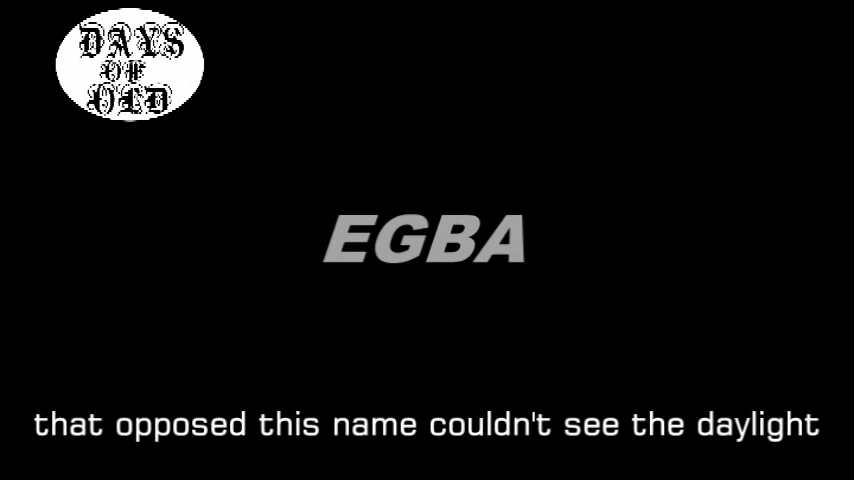 DAYS
OF
OLD
EGBA
that opposed this name couldn't see the daylight